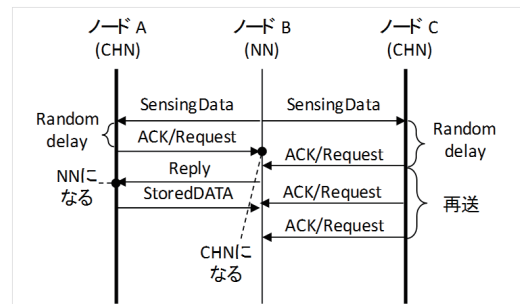 ノード A
(CHN)
ノード B
(NN)
ノード C
(CHN)
SensingData
SensingData
Random
delay
ACK/Request
Random
delay
ACK/Request
Reply
NNに
なる
StoredDATA
ACK/Request
再送
ACK/Request
CHNに
なる